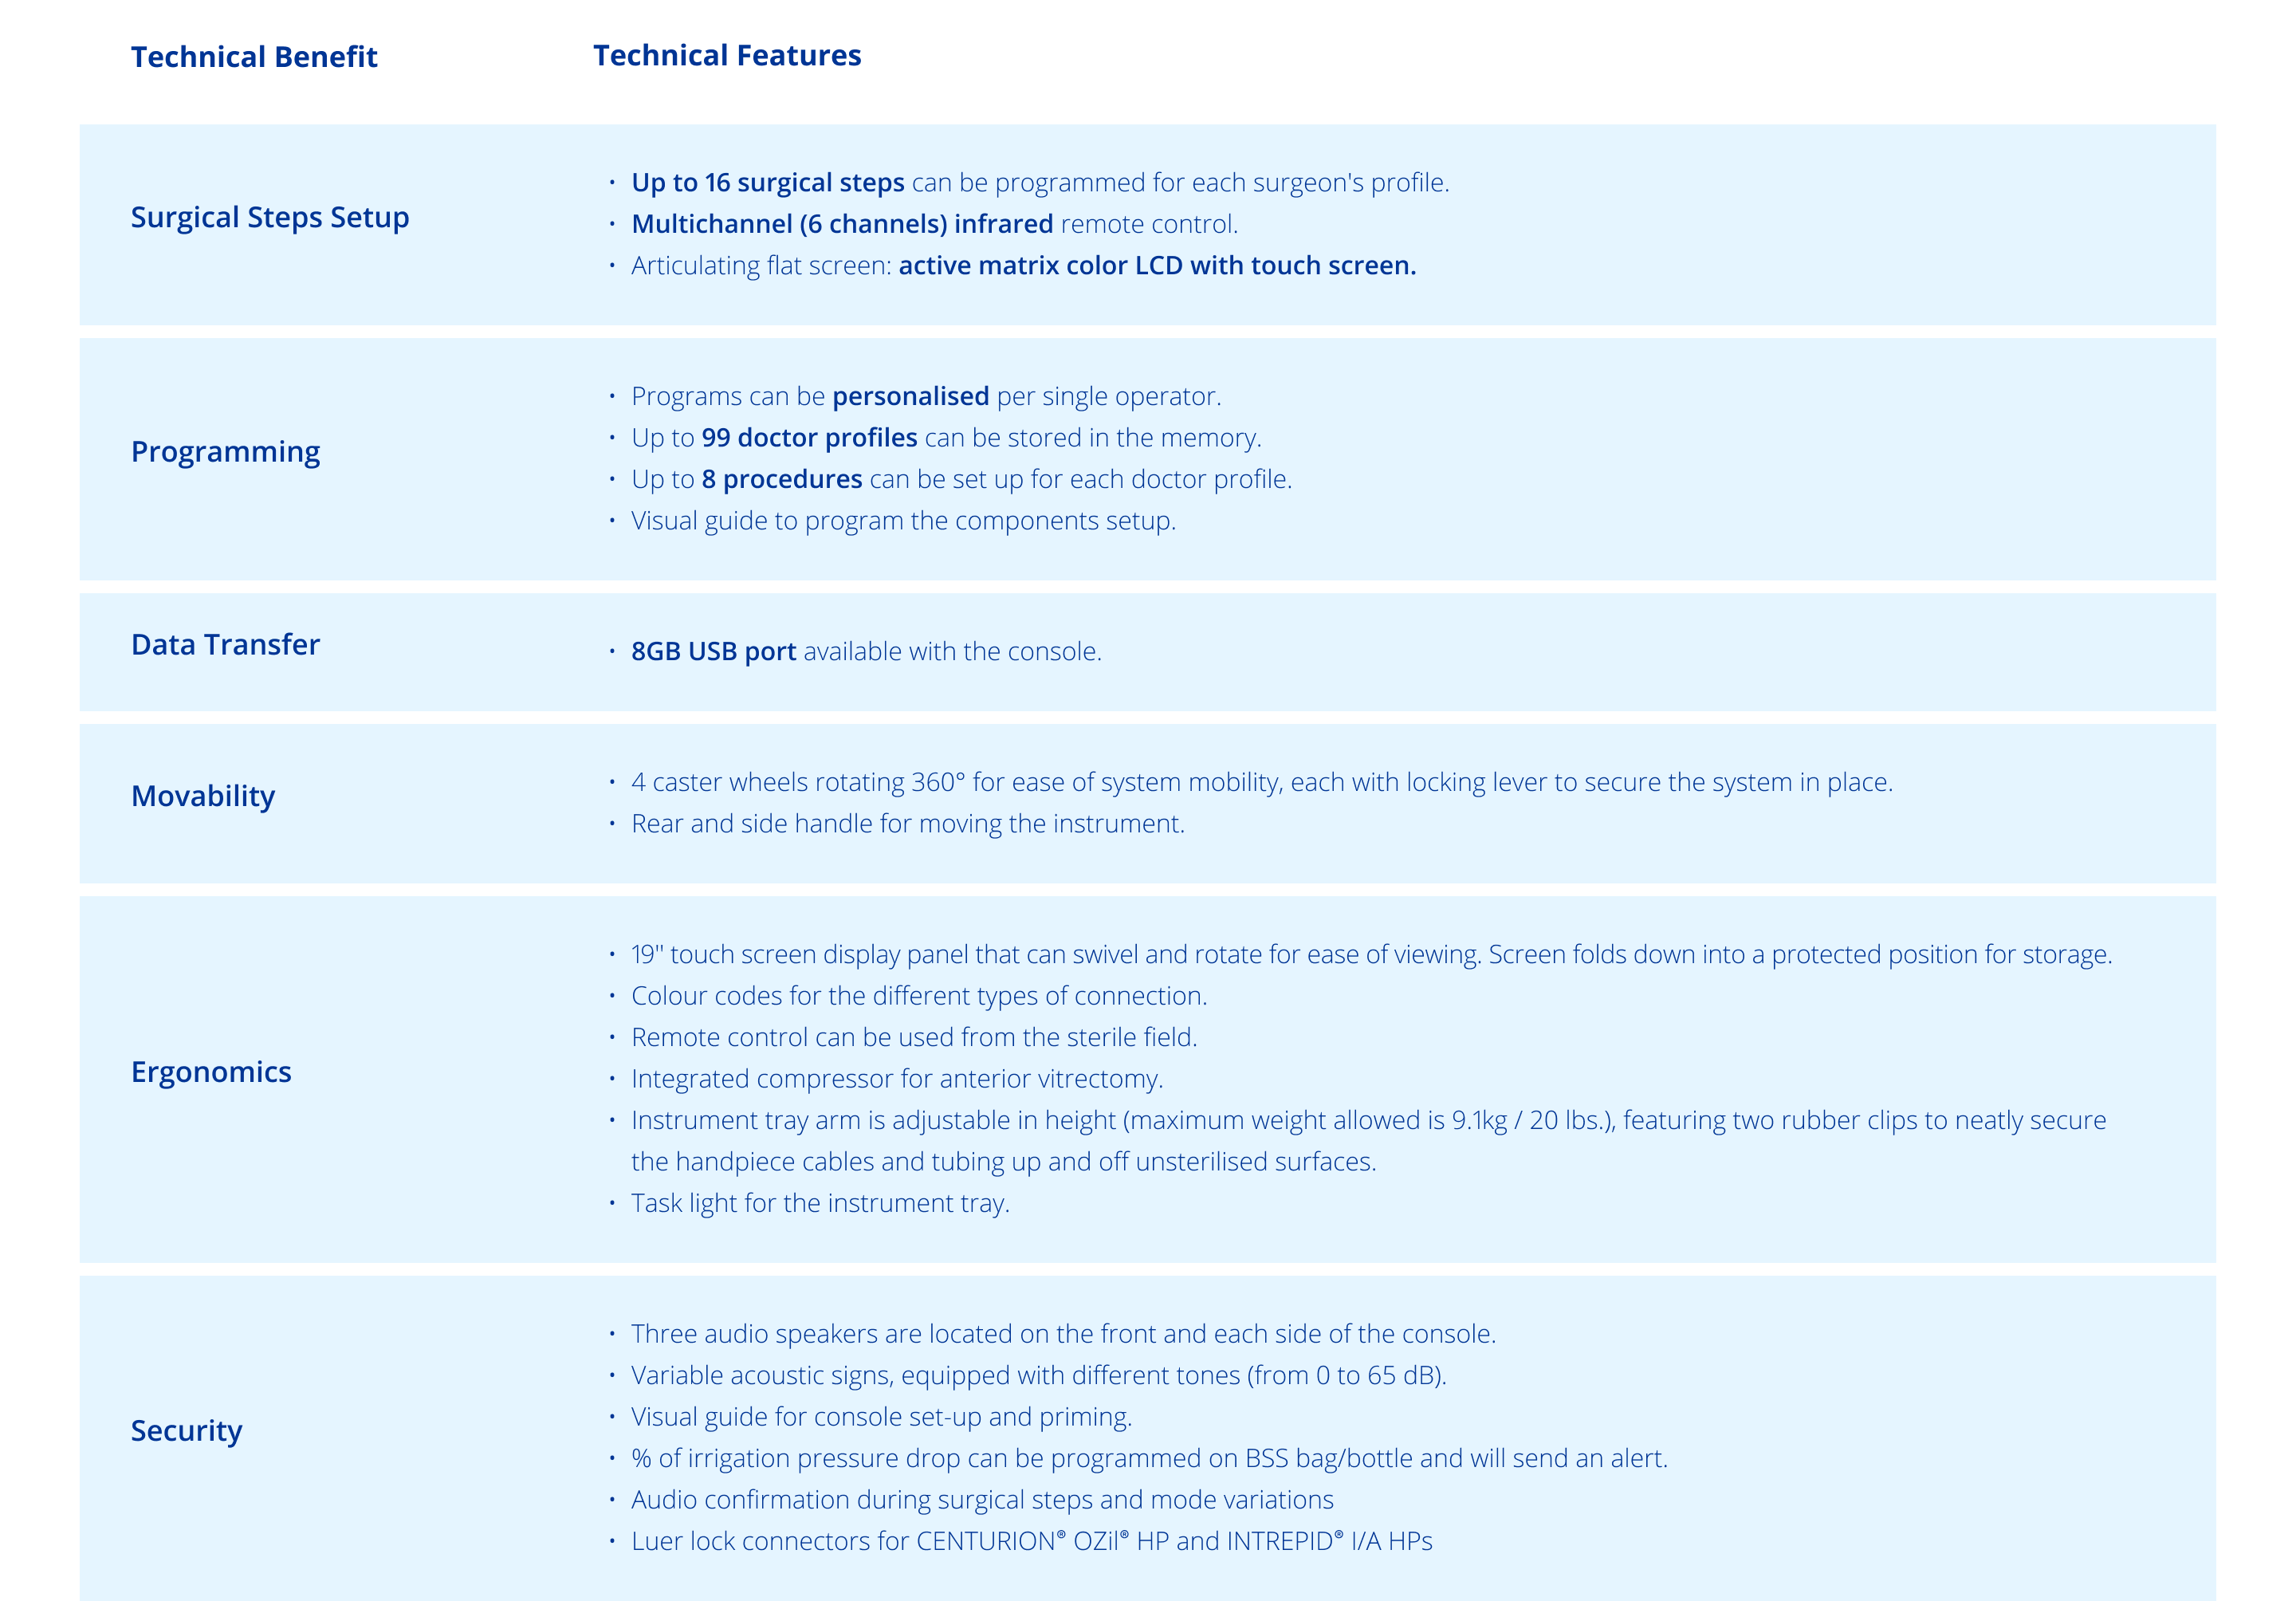 Technical Benefit
Technical Features
Surgical Steps Setup
• Up to 16 surgical steps can be programmed for each surgeon's profile.
• Multichannel (6 channels) infrared remote control.
• Articulating flat screen: active matrix color LCD with touch screen.
Programming
• Programs can be personalised per single operator.
• Up to 99 doctor profiles can be stored in the memory.
• Up to 8 procedures can be set up for each doctor profile.
• Visual guide to program the components setup.
Data Transfer
• 8GB USB port available with the console.
Movability
• 4 caster wheels rotating 360° for ease of system mobility, each with locking lever to secure the system in place.
• Rear and side handle for moving the instrument.
Ergonomics
• 19" touch screen display panel that can swivel and rotate for ease of viewing. Screen folds down into a protected position for storage.
• Colour codes for the different types of connection.
• Remote control can be used from the sterile field.
• Integrated compressor for anterior vitrectomy.
• Instrument tray arm is adjustable in height (maximum weight allowed is 9.1kg / 20 lbs.), featuring two rubber clips to neatly secure
the handpiece cables and tubing up and off unsterilised surfaces.
• Task light for the instrument tray.
Security
• Three audio speakers are located on the front and each side of the console.
• Variable acoustic signs, equipped with different tones (from 0 to 65 dB).
• Visual guide for console set-up and priming.
• % of irrigation pressure drop can be programmed on BSS bag/bottle and will send an alert.
• Audio confirmation during surgical steps and mode variations
• Luer lock connectors for CENTURION® OZil® HP and INTREPID® I/A HPs